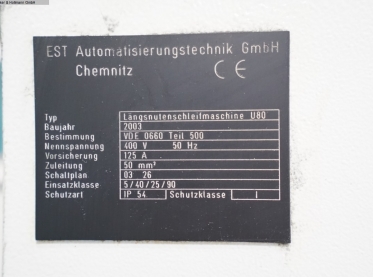 EST Automatisierungstechnik GmbH
Chemnitz CE
Typ Längsnutenschleifmaschine U80
Baujahr 2003
Bestimmung VDE 0660 Teil 500
Nennspannung 400 V 50 Hz
Vorsicherung 125 A
Zuleitung 50 mm²
Schaltplan 03 26
Einsatzklasse 5/40/25/90
Schutzart IP 54 Schutzklasse I